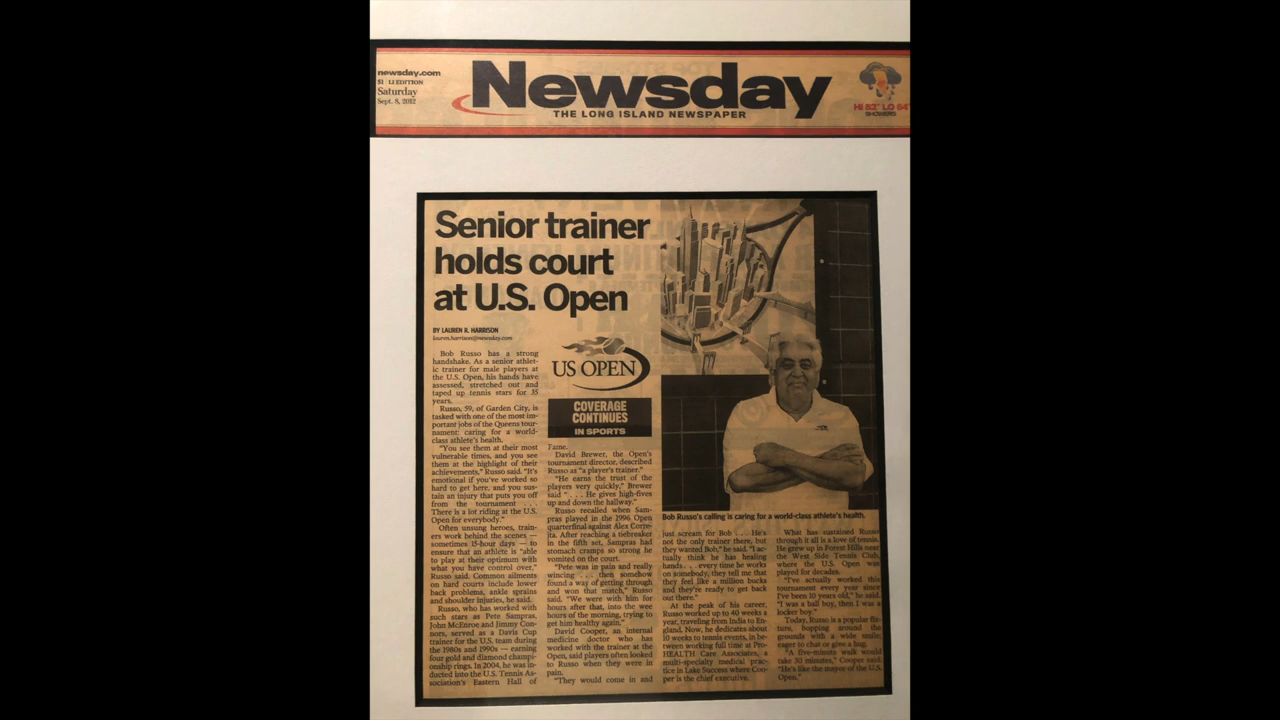 newsday.com
$1 LI EDITION
Saturday
Sept. 8, 2012
Newsday
THE LONG ISLAND NEWSPAPER
HI 82° LO 64°
SHOWERS
Senior trainer
holds court
at U.S. Open
BY LAUREN R. HARRISON
lauren.harrison@newsday.com
Bob Russo has a strong
handshake. As a senior athlet-
ic trainer for male players at
the U.S. Open, his hands have
assessed, stretched out and
taped up tennis stars for 35
years.
Russo, 59, of Garden City, is
tasked with one of the most im-
portant jobs of the Queens tour-
nament: caring for a world-
class athlete's health.
"You see them at their most
vulnerable times, and you see
them at the highlight of their
achievements," Russo said. "It's
emotional if you've worked so
hard to get here, and you sus-
tain an injury that puts you off
from the tournament . . .
There is a lot riding at the U.S.
Open for everybody."
Often unsung heroes, train-
ers work behind the scenes —
sometimes 15-hour days — to
ensure that an athlete is "able
to play at their optimum with
what you have control over,"
Russo said. Common ailments
on hard courts include lower
back problems, ankle sprains
and shoulder injuries, he said.
Russo, who has worked with
such stars as Pete Sampras,
John McEnroe and Jimmy Con-
nors, served as a Davis Cup
trainer for the U.S. team during
the 1980s and 1990s — earning
four gold and diamond champi-
onship rings. In 2004, he was in-
ducted into the U.S. Tennis As-
sociation's Eastern Hall of
US OPEN
COVERAGE
CONTINUES
IN SPORTS
Fame.
David Brewer, the Open's
tournament director, described
Russo as "a player's trainer."
"He earns the trust of the
players very quickly," Brewer
said " . . . He gives high-fives
up and down the hallway."
Russo recalled when Sam-
pras played in the 1996 Open
quarterfinal against Alex Corre-
tja. After reaching a tiebreaker
in the fifth set, Sampras had
stomach cramps so strong he
vomited on the court.
"Pete was in pain and really
wincing . . . then somehow
found a way of getting through
and won that match," Russo
said. "We were with him for
hours after that, into the wee
hours of the morning, trying to
get him healthy again."
David Cooper, an internal
medicine doctor who has
worked with the trainer at the
Open, said players often looked
to Russo when they were in
pain.
"They would come in and
Bob Russo's calling is caring for a world-class athlete's health.
just scream for Bob . . . He's
not the only trainer there, but
they wanted Bob," he said. "I ac-
tually think he has healing
hands . . . every time he works
on somebody, they tell me that
they feel like a million bucks
and they're ready to get back
out there."
At the peak of his career,
Russo worked up to 40 weeks a
year, traveling from India to En-
gland. Now, he dedicates about
10 weeks to tennis events, in be-
tween working full time at Pro-
HEALTH Care Associates, a
multi-specialty medical prac-
tice in Lake Success where Coo-
per is the chief executive.
What has sustained Russo
through it all is a love of tennis.
He grew up in Forest Hills near
the West Side Tennis Club,
where the U.S. Open was
played for decades.
"I've actually worked this
tournament every year since
I've been 10 years old," he said.
"I was a ball boy, then I was a
locker boy."
Today, Russo is a popular fix-
ture, bopping around the
grounds with a wide smile,
eager to chat or give a hug.
"A five-minute walk would
take 30 minutes," Cooper said.
"He's like the mayor of the U.S.
Open."